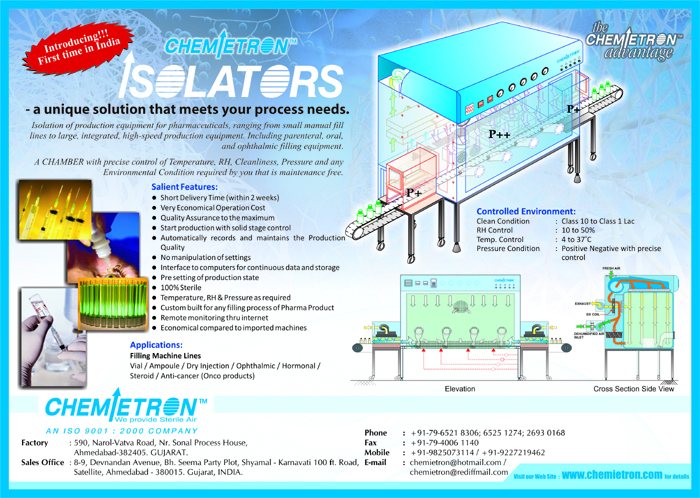 Introducing!!!
First time in India
CHEMIETRON™
ISOLATORS
- a unique solution that meets your process needs.
Isolation of production equipment for pharmaceuticals, ranging from small manual fill
lines to large, integrated, high-speed production equipment. Including parenteral, oral,
and ophthalmic filling equipment.
A CHAMBER with precise control of Temperature, RH, Cleanliness, Pressure and any
Environmental Condition required by you that is maintenance free.
the
CHEMIETRON™
advantage
P+
P++
P+
Salient Features:
● Short Delivery Time (within 2 weeks)
● Very Economical Operation Cost
● Quality Assurance to the maximum
● Start production with solid stage control
● Automatically records and maintains the Production
Quality
● No manipulation of settings
● Interface to computers for continuous data and storage
● Pre setting of production state
● 100% Sterile
● Temperature, RH & Pressure as required
● Custom built for any filling process of Pharma Product
● Remote monitoring thru internet
● Economical compared to imported machines
Applications:
Filling Machine Lines
Vial / Ampoule / Dry Injection / Ophthalmic / Hormonal /
Steroid / Anti-cancer (Onco products)
Controlled Environment:
Clean Condition : Class 10 to Class 1 Lac
RH Control : 10 to 50%
Temp. Control : 4 to 37°C
Pressure Condition : Positive Negative with precise
control
FRESH AIR
EXHAUST
DX COIL
DEHUMIDIFIED AIR
INLET
Elevation
Cross Section Side View
CHEMIETRON™
We provide Sterile Air
AN ISO 9001 : 2000 COMPANY
Factory : 590, Narol-Vatva Road, Nr. Sonal Process House,
Ahmedabad-382405. GUJARAT.
Sales Office : 8-9, Devnandan Avenue, Bh. Seema Party Plot, Shyamal - Karnavati 100 ft. Road,
Satellite, Ahmedabad - 380015. Gujarat, INDIA.
Phone : +91-79-6521 8306; 6525 1274; 2693 0168
Fax : +91-79-4006 1140
Mobile : +91-9825073114 / +91-9227219462
E-mail : chemietron@hotmail.com /
chemietron@rediffmail.com
Visit our Web Site : www.chemietron.com for details